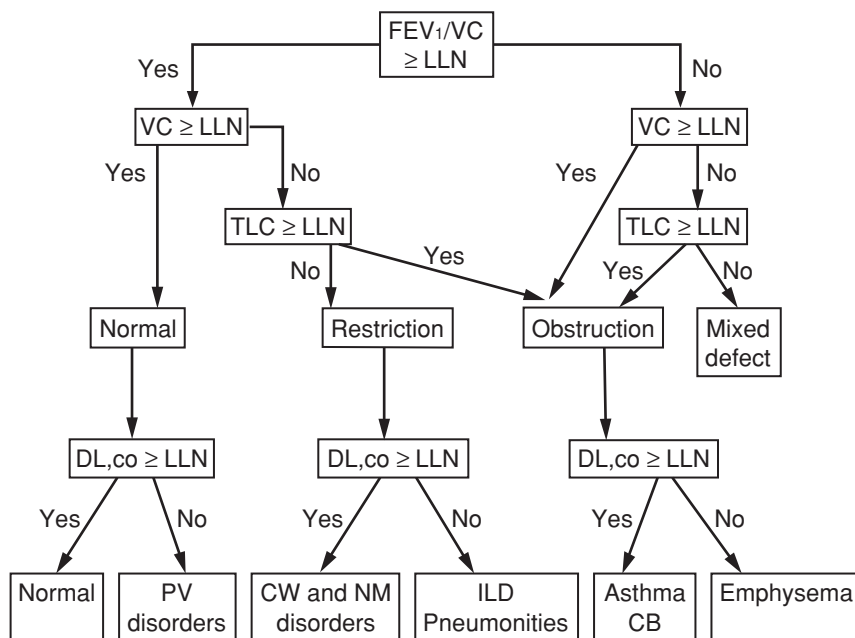 FEV1/VC
≥ LLN
Yes
No
VC ≥ LLN
VC ≥ LLN
Yes
No
Yes
No
TLC ≥ LLN
TLC ≥ LLN
No
Yes
Yes
No
Normal
Restriction
Obstruction
Mixed
defect
DL,co ≥ LLN
DL,co ≥ LLN
DL,co ≥ LLN
Yes
No
Yes
No
Yes
No
Normal
PV
disorders
CW and NM
disorders
ILD
Pneumonities
Asthma
CB
Emphysema